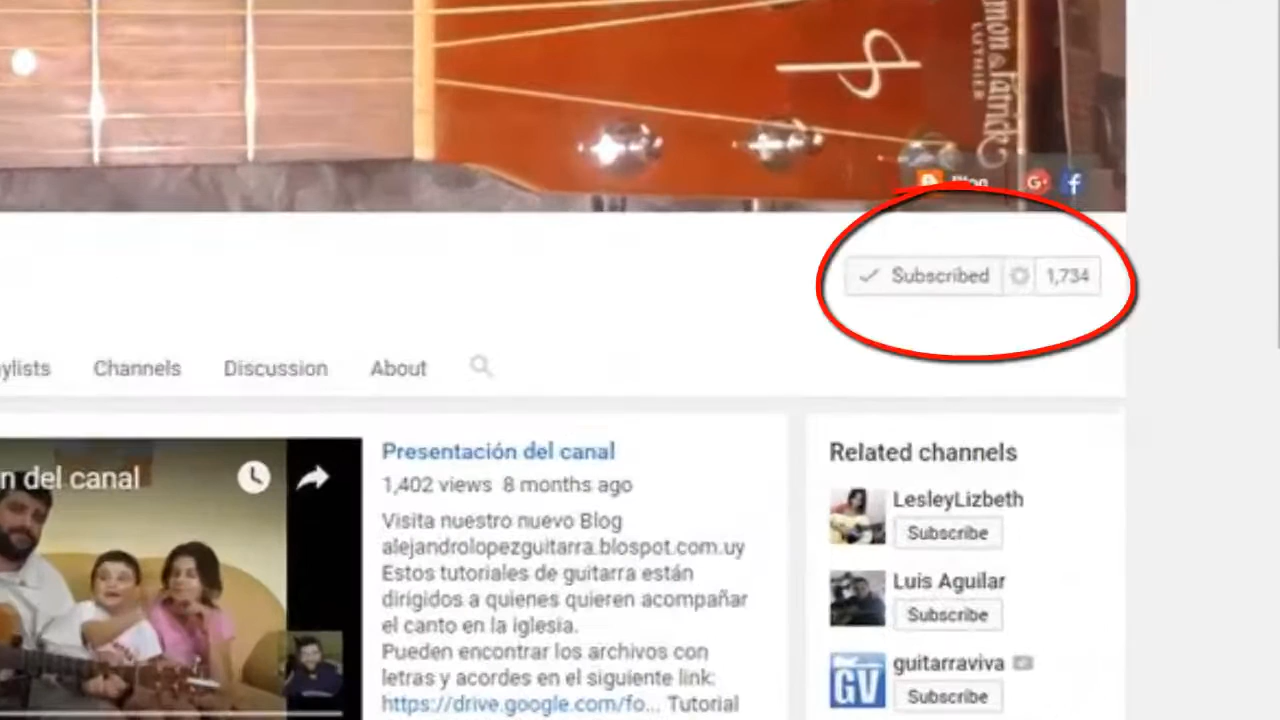 LUTHIER
Blog
Subscribed 1,734
Channels Discussion About
n del canal
Presentación del canal
1,402 views 8 months ago
Visita nuestro nuevo Blog
alejandrolopezguitarra.blospot.com.uy
Estos tutoriales de guitarra están
dirigidos a quienes quieren acompañar
el canto en la iglesia.
Pueden encontrar los archivos con
letras y acordes en el siguiente link:
https://drive.google.com/fo... Tutorial
Related channels
LesleyLizbeth
Subscribe
Luis Aguilar
Subscribe
guitarraviva
Subscribe
GV